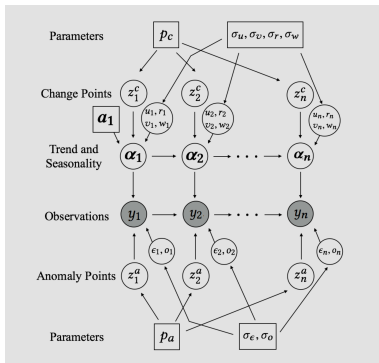 Parameters p_c σ_u, σ_v, σ_r, σ_w
Change Points z_1^c z_2^c z_n^c
a_1 u_1, r_1 v_1, w_1 u_2, r_2 v_2, w_2 u_n, r_n v_n, w_n
Trend and
Seasonality α_1 α_2 · · · · α_n
Observations y_1 y_2 · · · · y_n
ϵ_1, o_1 ϵ_2, o_2 ϵ_n, o_n
Anomaly Points z_1^a z_2^a z_n^a
Parameters p_a σ_ϵ, σ_o